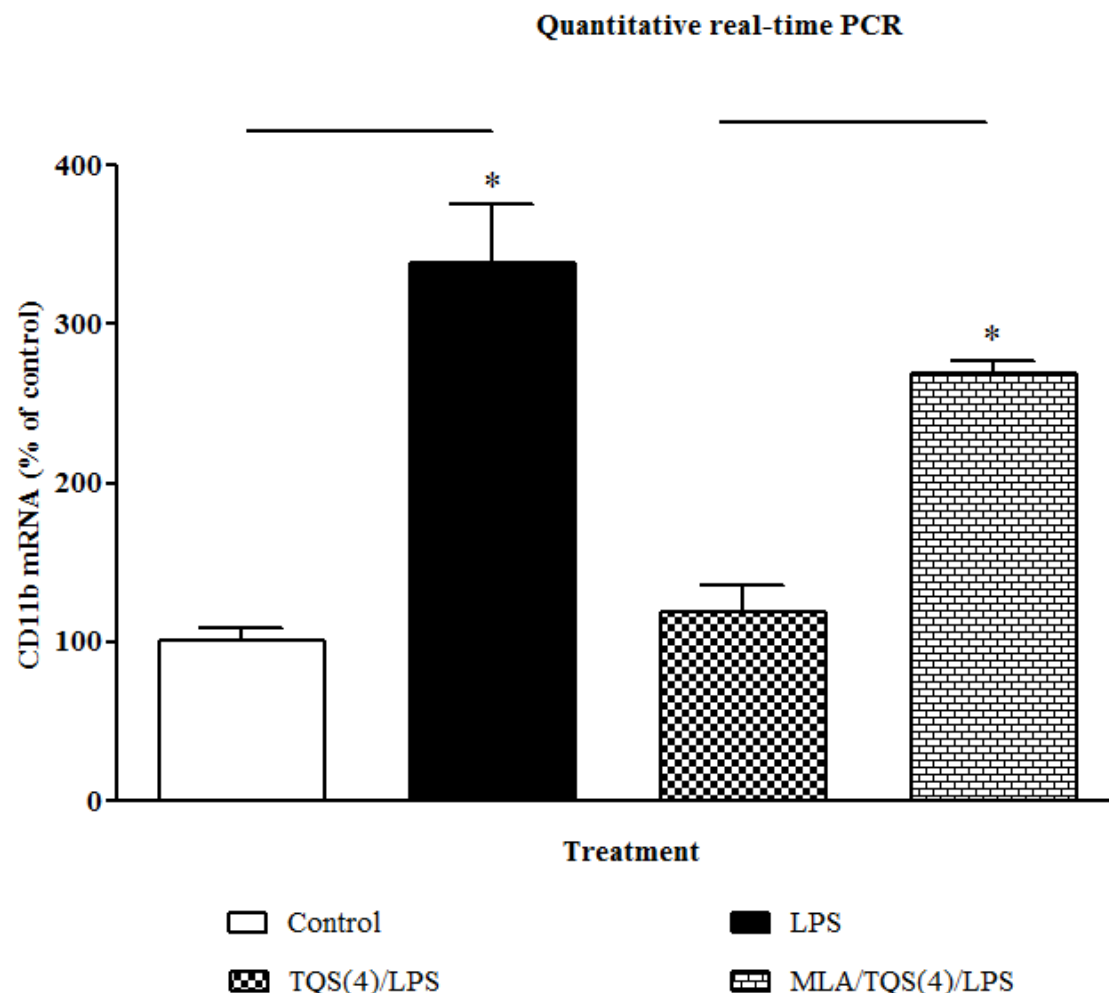 Quantitative real-time PCR
400
*
300
*
CD11b mRNA (% of control)
200
100
0
Treatment
Control
LPS
TQS(4)/LPS
MLA/TQS(4)/LPS